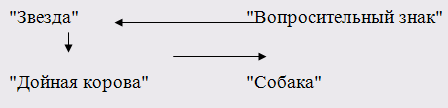 "Звезда" "Вопросительный знак"
"Дойная корова" "Собака"